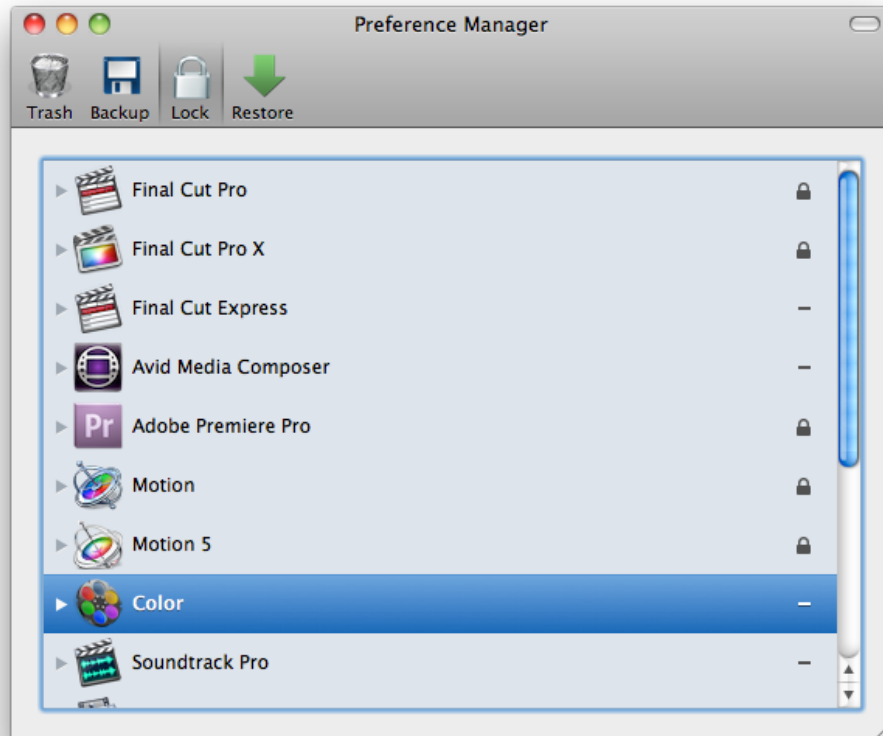 Preference Manager
Trash Backup Lock Restore
Final Cut Pro
Final Cut Pro X
Final Cut Express
Avid Media Composer
Pr Adobe Premiere Pro
Motion
Motion 5
Color
Soundtrack Pro